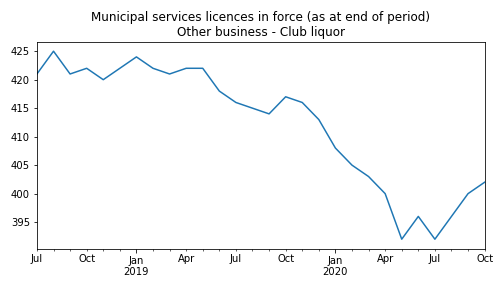 Municipal services licences in force (as at end of period)
Other business - Club liquor
425
420
415
410
405
400
395
Jul Oct Jan Apr Jul Oct Jan Apr Jul Oct
2019 2020